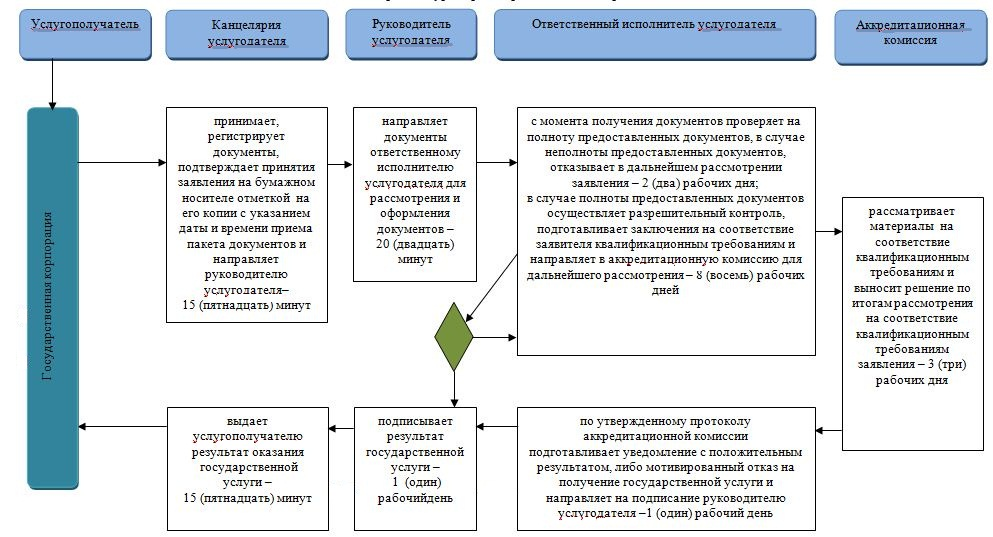 Услугополучатель
Канцелярия
услугодателя
Руководитель
услугодателя
Ответственный исполнитель услугодателя
Аккредитационная
комиссия
Государственная корпорация
принимает,
регистрирует
документы,
подтверждает принятия
заявления на бумажном
носителе отметкой на
его копии с указанием
даты и времени приема
пакета документов и
направляет
руководителю
услугодателя–
15 (пятнадцать) минут
направляет
документы
ответственному
исполнителю
услугодателя для
рассмотрения и
оформления
документов –
20 (двадцать)
минут
с момента получения документов проверяет на
полноту предоставленных документов, в случае
неполноты предоставленных документов,
отказывает в дальнейшем рассмотрении
заявления – 2 (два) рабочих дня;
в случае полноты предоставленных документов
осуществляет разрешительный контроль,
подготавливает заключения на соответствие
заявителя квалификационным требованиям и
направляет в аккредитационную комиссию для
дальнейшего рассмотрения – 8 (восемь) рабочих
дней
рассматривает
материалы на
соответствие
квалификационным
требованиям и
выносит решение по
итогам рассмотрения
на соответствие
квалификационным
требованиям
заявления – 3 (три)
рабочих дня
выдает
услугополучателю
результат оказания
государственной
услуги –
15 (пятнадцать) минут
подписывает
результат
государственной
услуги –
1 (один)
рабочийдень
по утвержденному протоколу
аккредитационной комиссии
подготавливает уведомление с положительным
результатом, либо мотивированный отказ на
получение государственной услуги и
направляет на подписание руководителю
услугодателя –1 (один) рабочий день